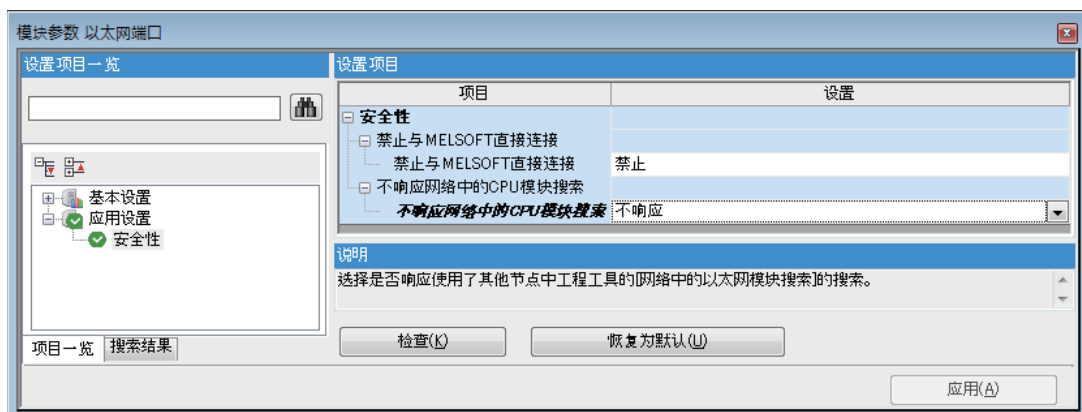 模块参数 以太网端口
设置项目一览
设置项目
项目
设置
安全性
禁止与MELSOFT直接连接
禁止与MELSOFT直接连接
禁止
不响应网络中的CPU模块搜索
不响应网络中的CPU模块搜索
不响应
基本设置
应用设置
安全性
说明
选择是否响应使用了其他节点中工程工具的[网络中的以太网模块搜索]的搜索。
项目一览
搜索结果
检查(K)
恢复为默认(U)
应用(A)